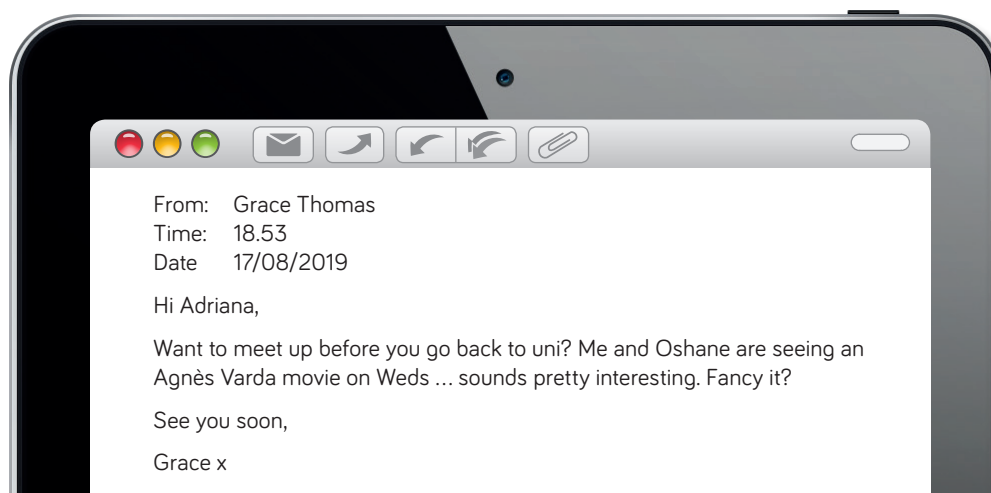 From: Grace Thomas
Time: 18.53
Date 17/08/2019
Hi Adriana,
Want to meet up before you go back to uni? Me and Oshane are seeing an
Agnès Varda movie on Weds ... sounds pretty interesting. Fancy it?
See you soon,
Grace x